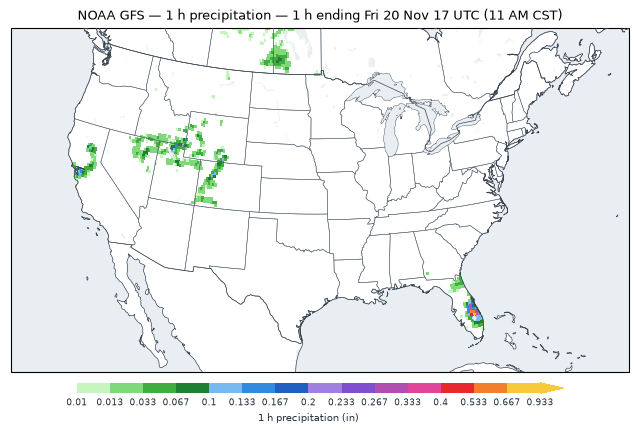 NOAA GFS — 1 h precipitation — 1 h ending Fri 20 Nov 17 UTC (11 AM CST)
0.01 0.013 0.033 0.067 0.1 0.133 0.167 0.2 0.233 0.267 0.333 0.4 0.533 0.667 0.933
1 h precipitation (in)